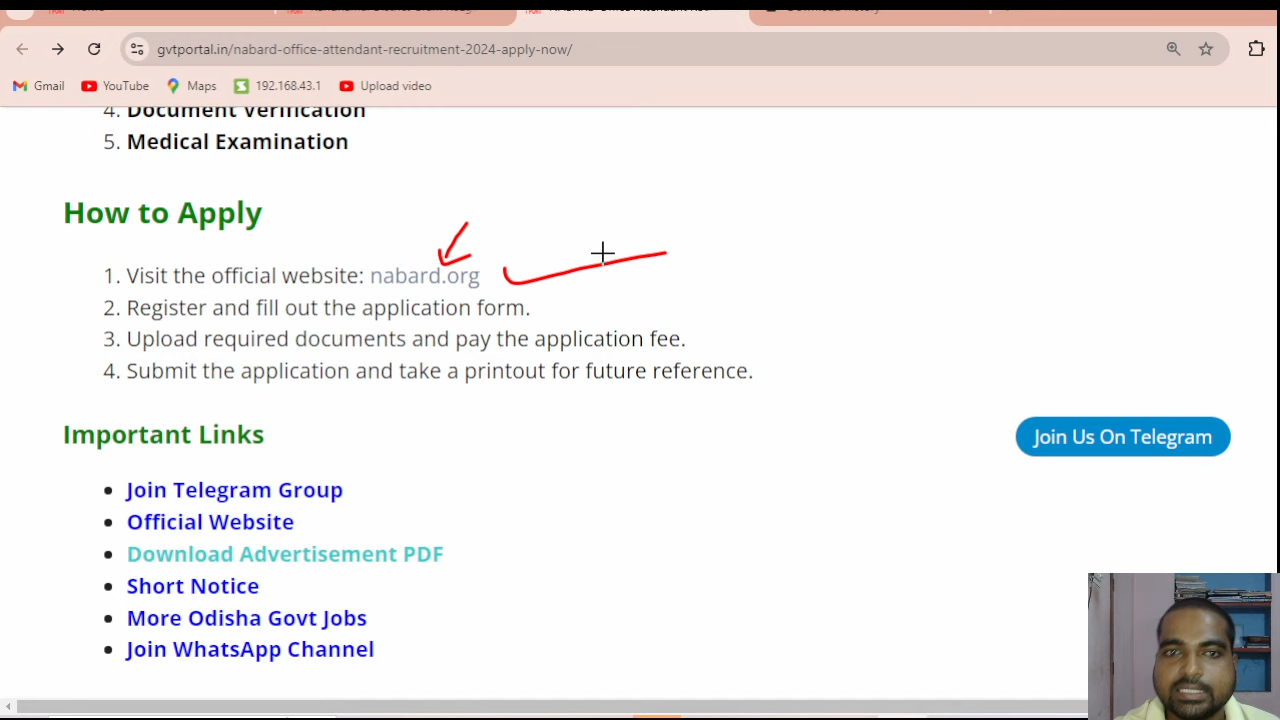 gvtportal.in/nabard-office-attendant-recruitment-2024-apply-now/
Gmail YouTube Maps 192.168.43.1 Upload video
4. Document Verification
5. Medical Examination
How to Apply
1. Visit the official website: nabard.org
2. Register and fill out the application form.
3. Upload required documents and pay the application fee.
4. Submit the application and take a printout for future reference.
Important Links
Join Us On Telegram
Join Telegram Group
Official Website
Download Advertisement PDF
Short Notice
More Odisha Govt Jobs
Join WhatsApp Channel